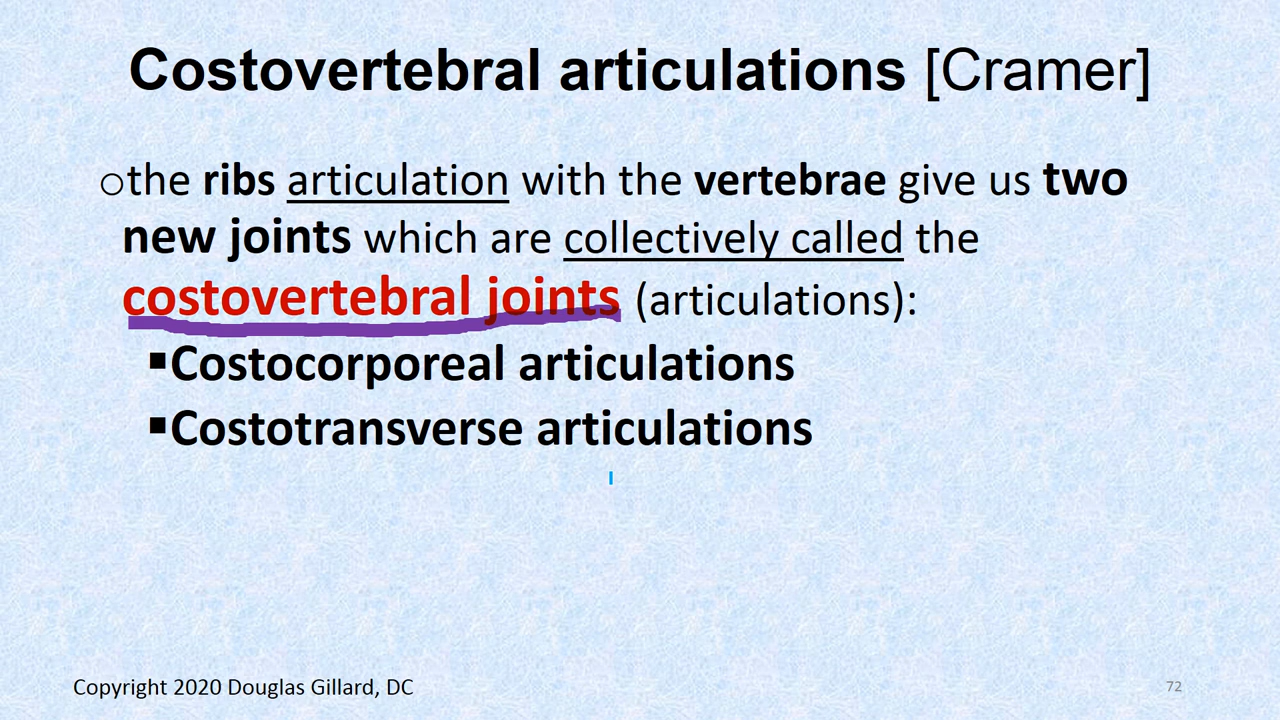 Costovertebral articulations [Cramer]
○the ribs articulation with the vertebrae give us two
new joints which are collectively called the
costovertebral joints (articulations):
▪Costocorporeal articulations
▪Costotransverse articulations
Copyright 2020 Douglas Gillard, DC
72